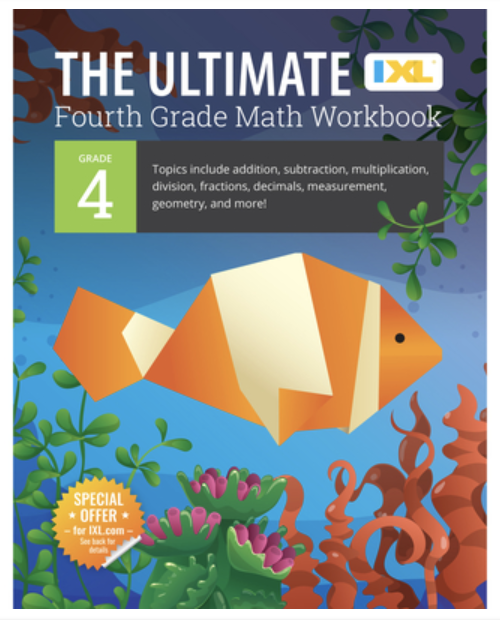 THE ULTIMATE IXL
Fourth Grade Math Workbook
GRADE
4
Topics include addition, subtraction, multiplication,
division, fractions, decimals, measurement,
geometry, and more!
SPECIAL
OFFER
for IXL.com
See back for
details